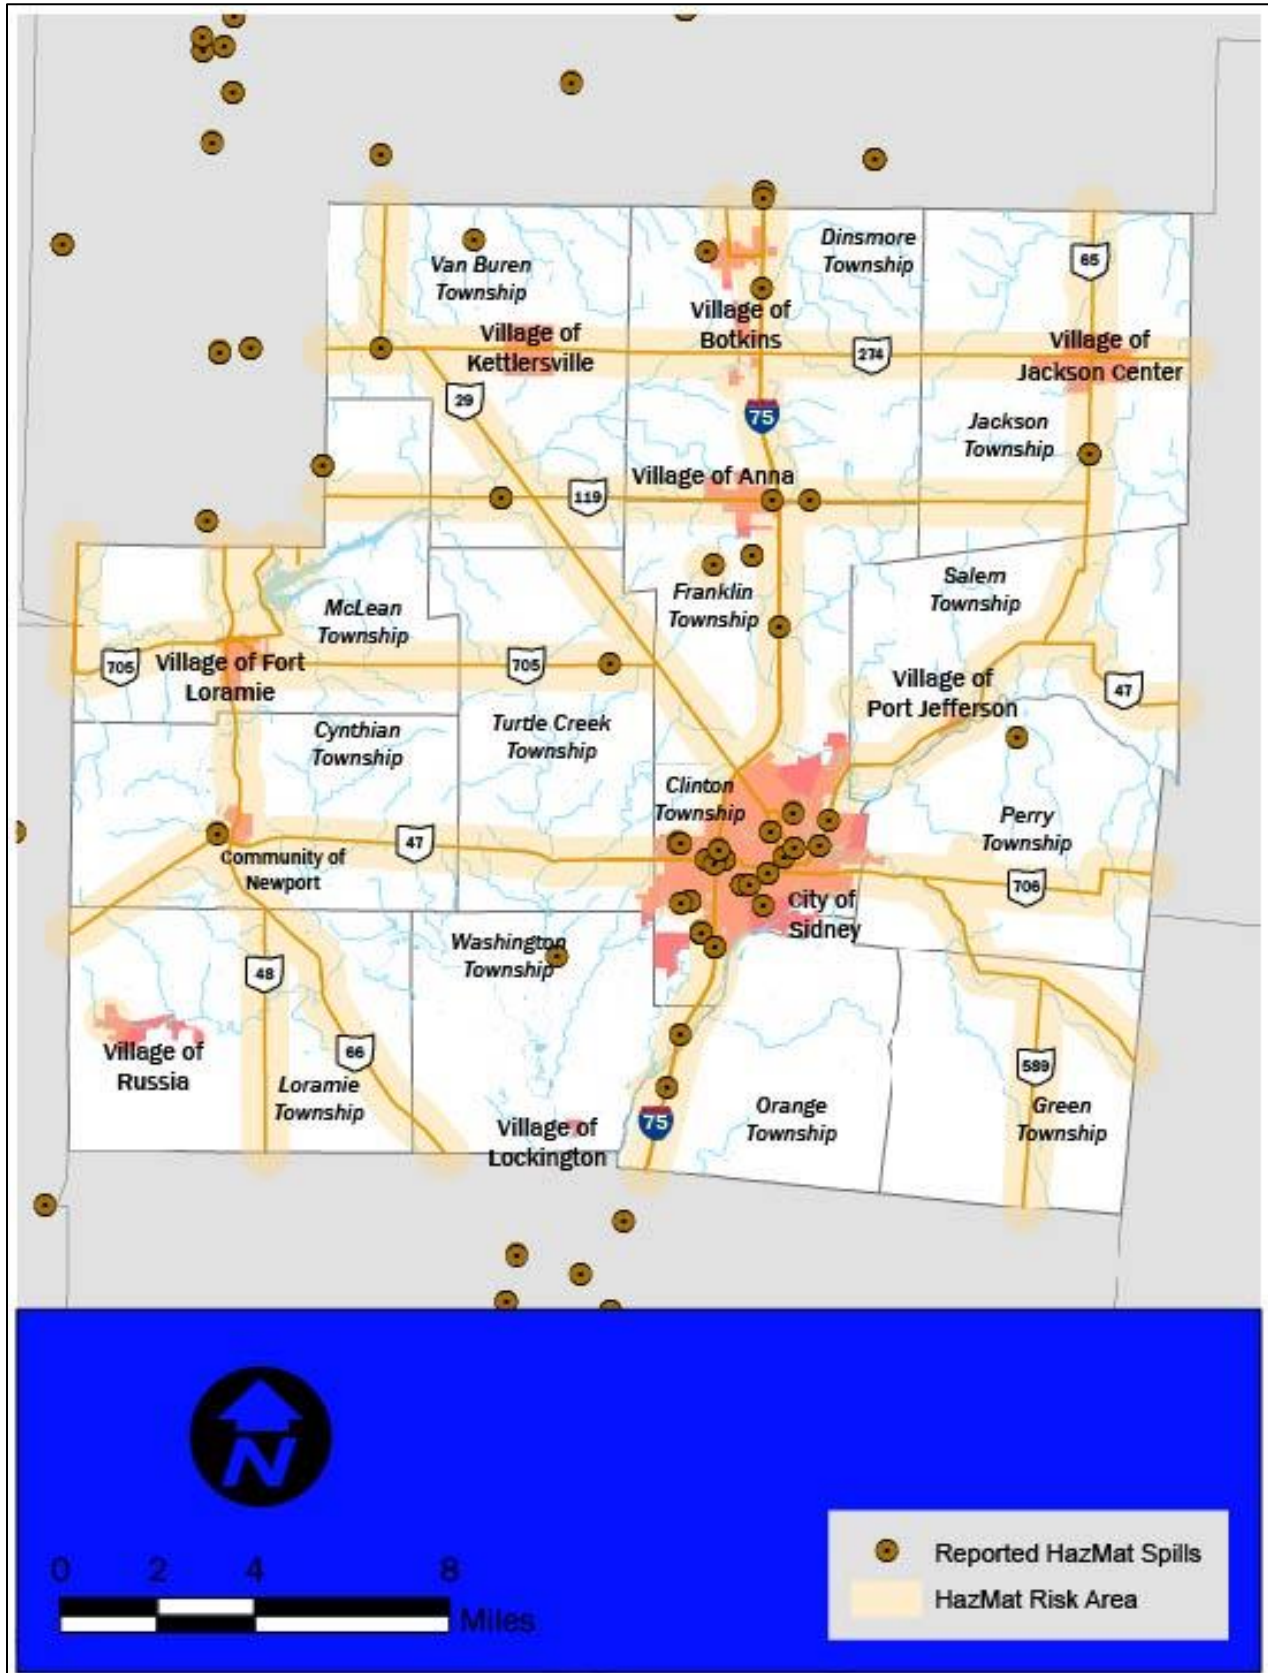 Dinsmore
Township
Van Buren
Township
65
Village of
Botkins
Village of
Kettlersville
274
Village of
Jackson Center
29
75
Jackson
Township
Village of Anna
119
Franklin
Township
Salem
Township
McLean
Township
705
Village of Fort
Loramie
705
Village of
Port Jefferson
47
Cynthian
Township
Turtle Creek
Township
Clinton
Township
Perry
Township
47
Community of
Newport
706
City of
Sidney
Washington
Township
48
Village of
Russia
66
Loramie
Township
589
Green
Township
Orange
Township
75
Village of
Lockington
N
0 2 4 8
Miles
Reported HazMat Spills
HazMat Risk Area